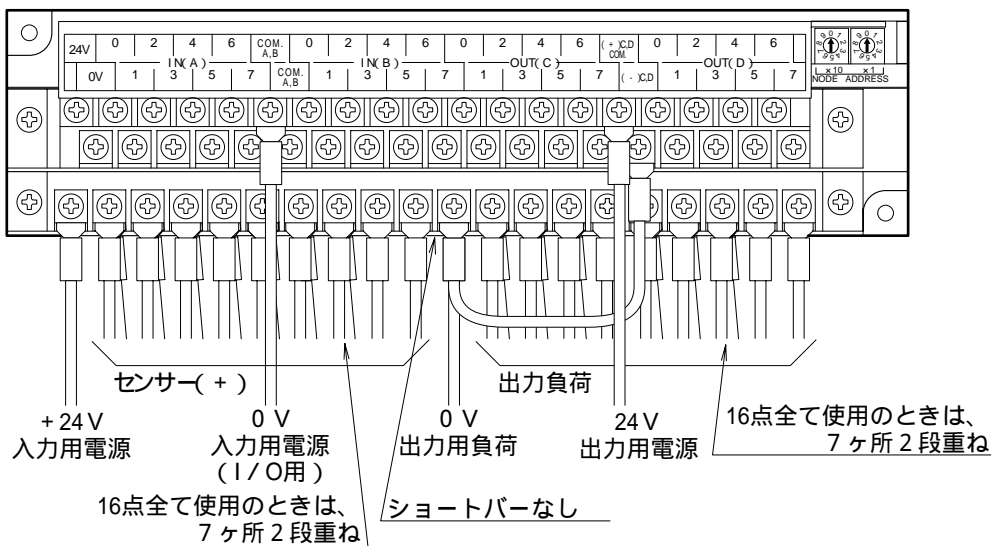 24V 0 2 4 6 COM. A,B 0 2 4 6 0 2 4 6 (+)C,D COM. 0 2 4 6
IN(A) IN(B) OUT(C) OUT(D)
0V 1 3 5 7 COM. A,B 1 3 5 7 1 3 5 7 (-)C,D 1 3 5 7
×10 ×1
NODE ADDRESS
センサー(+)
出力負荷
+24V
入力用電源
0V
入力用電源
(I/O用)
0V
出力用負荷
24V
出力用電源
16点全て使用のときは、
7ヶ所2段重ね
16点全て使用のときは、
7ヶ所2段重ね
ショートバーなし